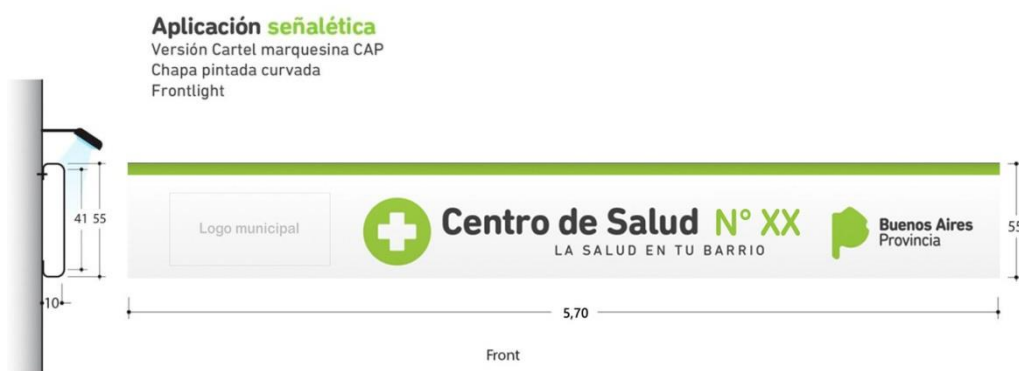 Aplicación señalética
Versión Cartel marquesina CAP
Chapa pintada curvada
Frontlight
41 55
10
Logo municipal
Centro de Salud N° XX
LA SALUD EN TU BARRIO
Buenos Aires
Provincia
55
5,70
Front